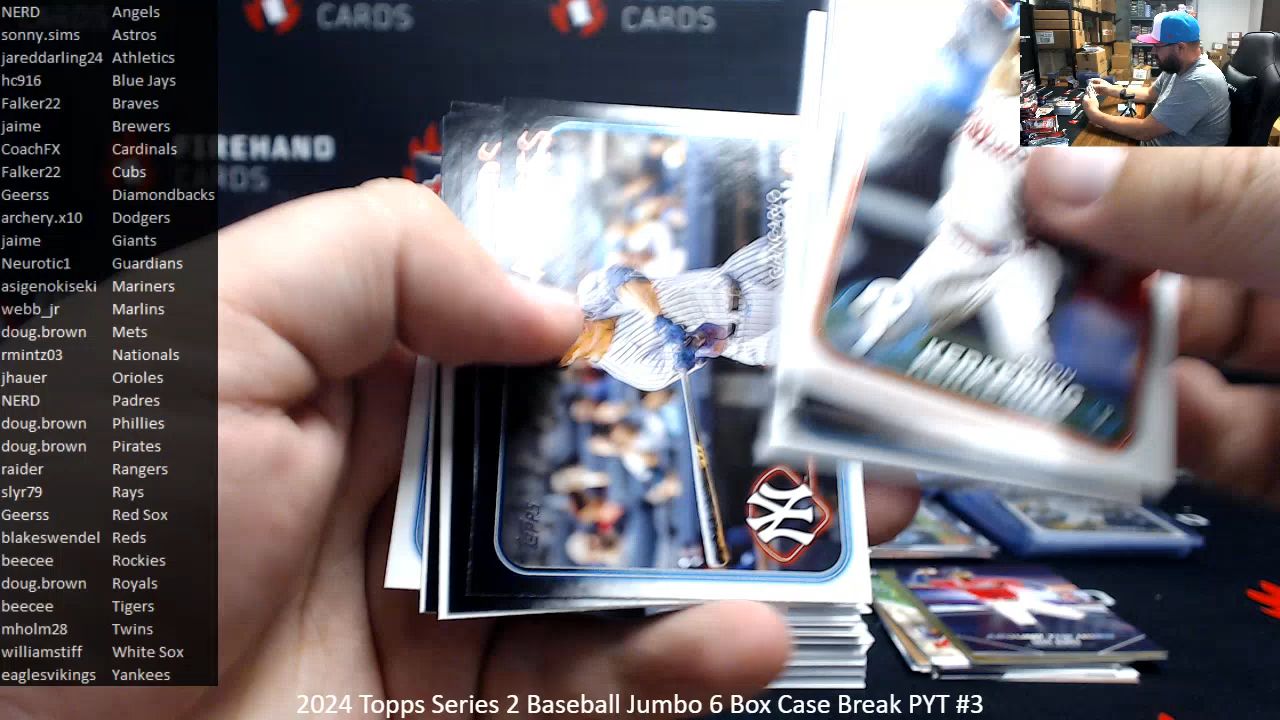 NERD Angels
sonny.sims Astros
jareddarling24 Athletics
hc916 Blue Jays
Falker22 Braves
jaime Brewers
CoachFX Cardinals
Falker22 Cubs
Geerss Diamondbacks
archery.x10 Dodgers
jaime Giants
Neurotic1 Guardians
asigenokiseki Mariners
webb_jr Marlins
doug.brown Mets
rmintz03 Nationals
jhauer Orioles
NERD Padres
doug.brown Phillies
doug.brown Pirates
raider Rangers
slyr79 Rays
Geerss Red Sox
blakeswendel Reds
beecee Rockies
doug.brown Royals
beecee Tigers
mholm28 Twins
williamstiff White Sox
eaglesvikings Yankees
CARDS
CARDS
FIREHAND
CARDS
GIANCARLO
TOPPS
NY
KERKERING
2024 Topps Series 2 Baseball Jumbo 6 Box Case Break PYT #3